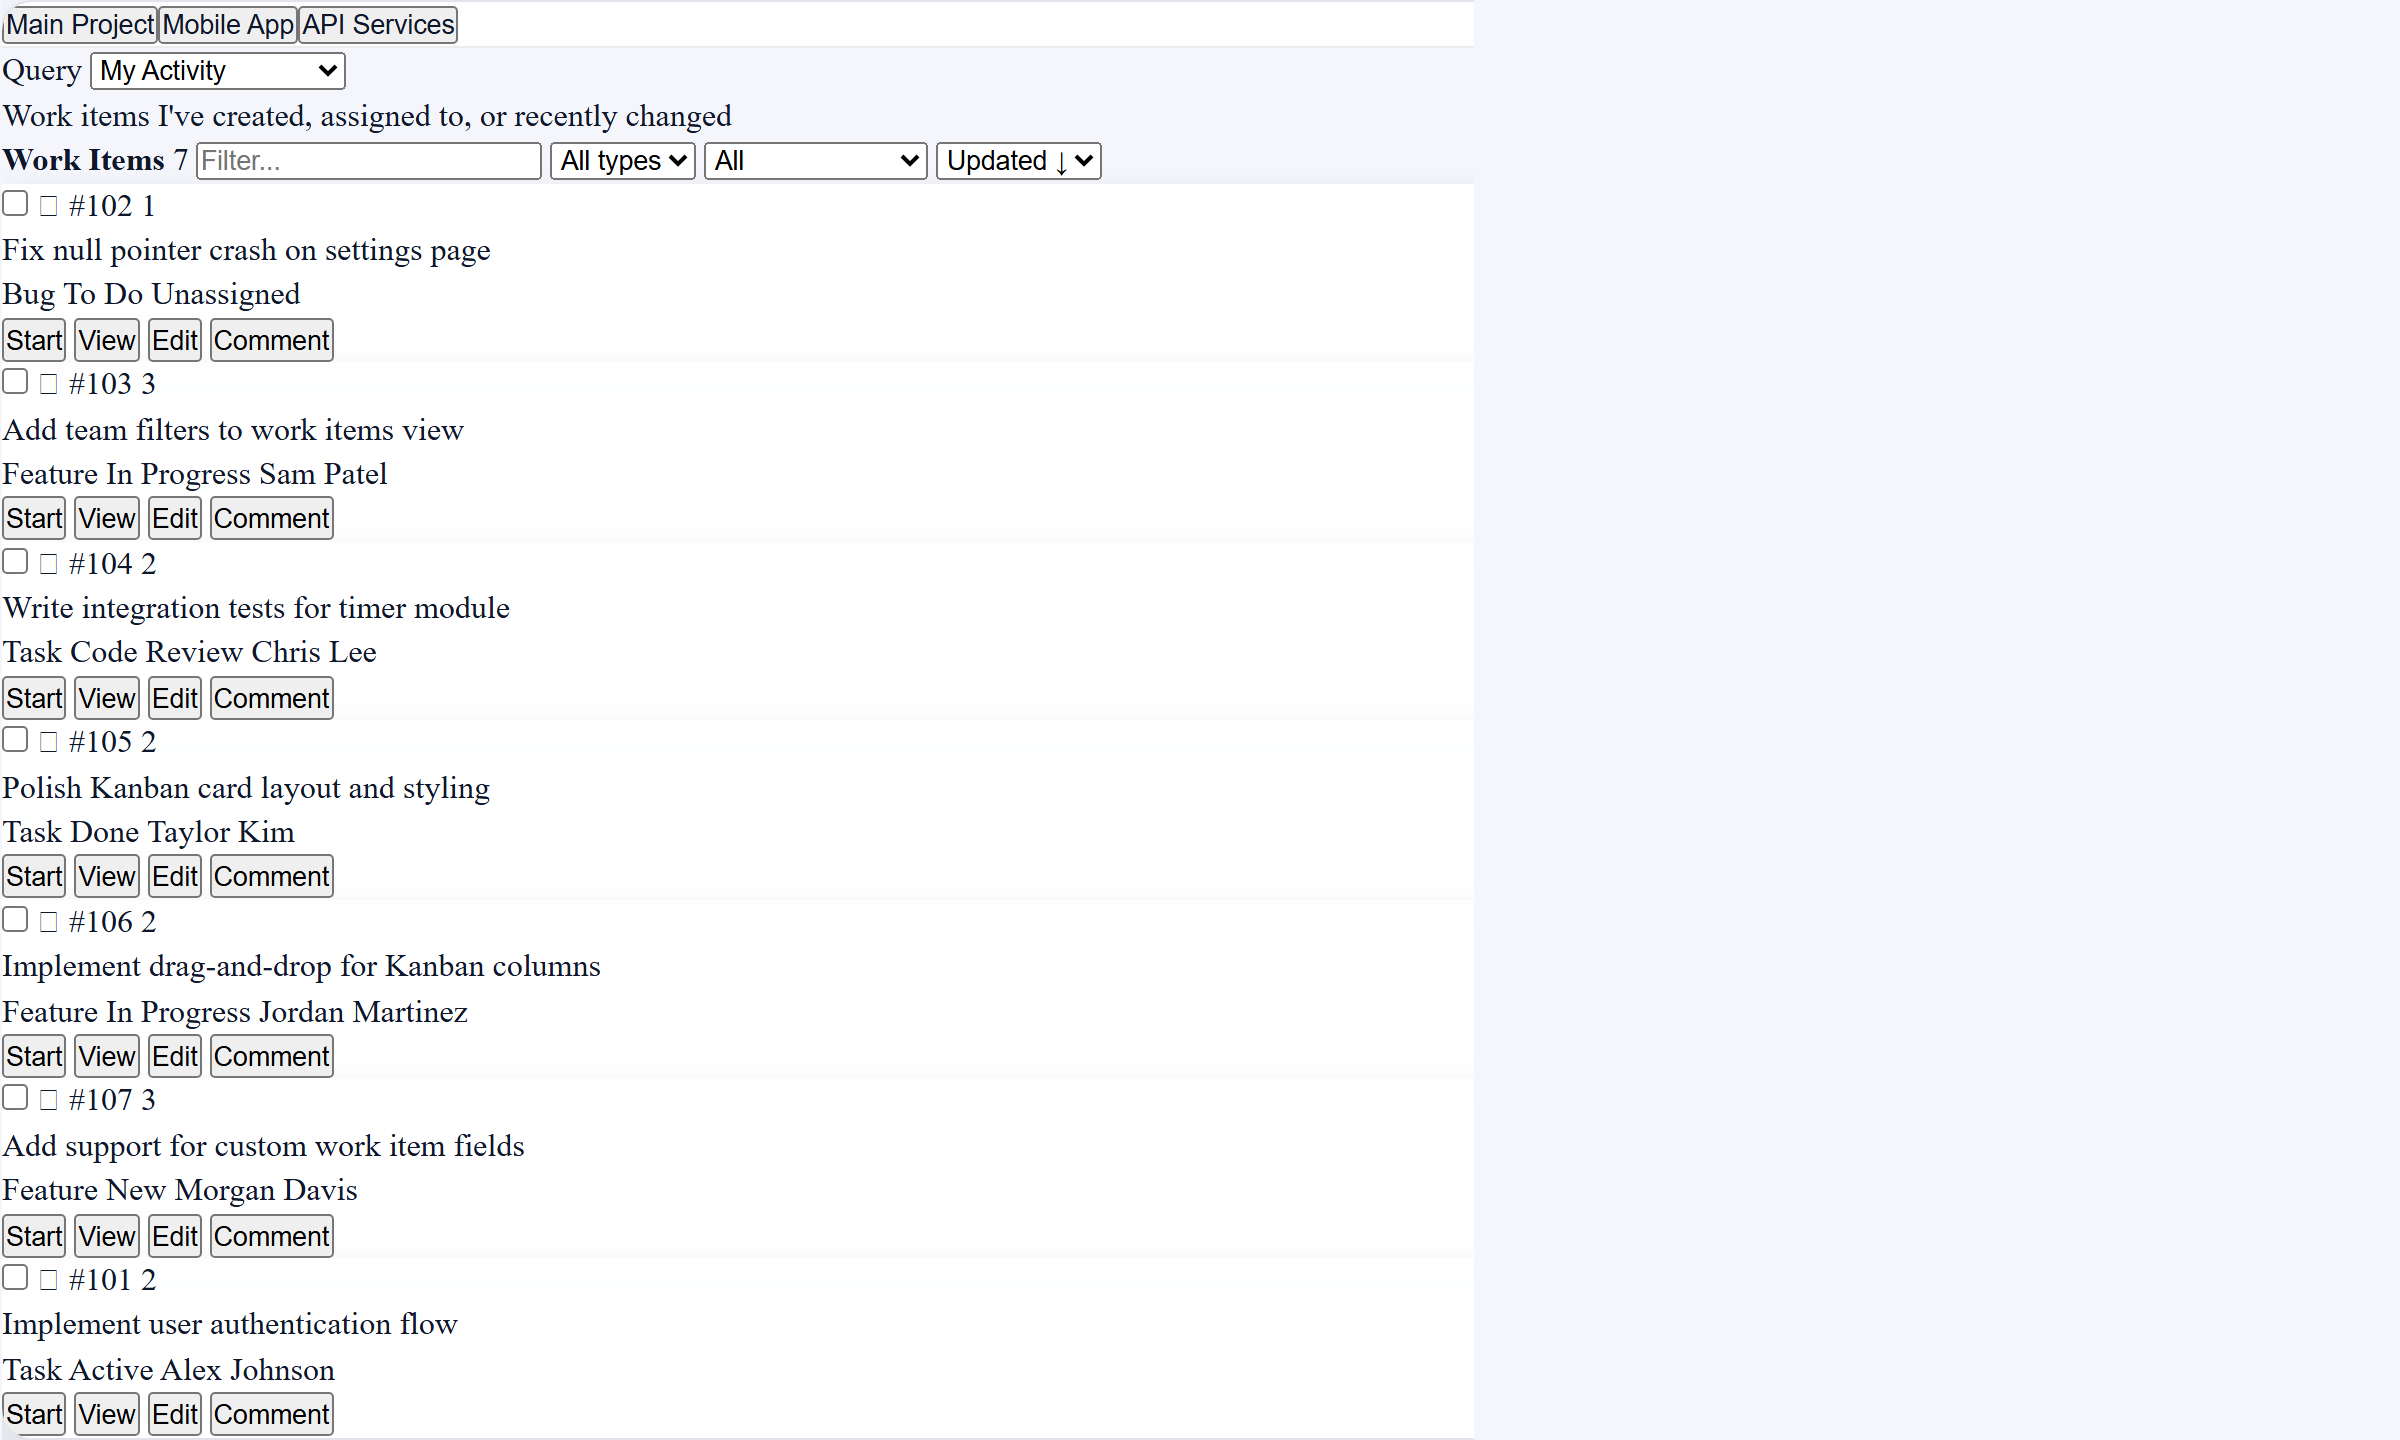 Main Project Mobile App API Services
Query My Activity
Work items I've created, assigned to, or recently changed
Work Items 7 Filter... All types All Updated ↓
#102 1
Fix null pointer crash on settings page
Bug To Do Unassigned
Start View Edit Comment
#103 3
Add team filters to work items view
Feature In Progress Sam Patel
Start View Edit Comment
#104 2
Write integration tests for timer module
Task Code Review Chris Lee
Start View Edit Comment
#105 2
Polish Kanban card layout and styling
Task Done Taylor Kim
Start View Edit Comment
#106 2
Implement drag-and-drop for Kanban columns
Feature In Progress Jordan Martinez
Start View Edit Comment
#107 3
Add support for custom work item fields
Feature New Morgan Davis
Start View Edit Comment
#101 2
Implement user authentication flow
Task Active Alex Johnson
Start View Edit Comment